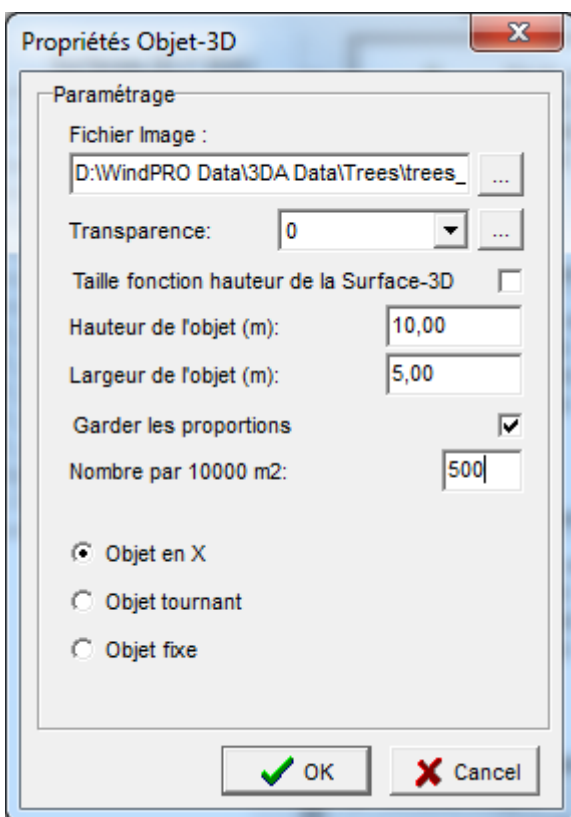 Propriétés Objet-3D
Paramétrage
Fichier Image :
D:\WindPRO Data\3DA Data\Trees\trees_
...
Transparence:
0
...
Taille fonction hauteur de la Surface-3D
Hauteur de l'objet (m):
10,00
Largeur de l'objet (m):
5,00
Garder les proportions
Nombre par 10000 m2:
500
Objet en X
Objet tournant
Objet fixe
OK
Cancel